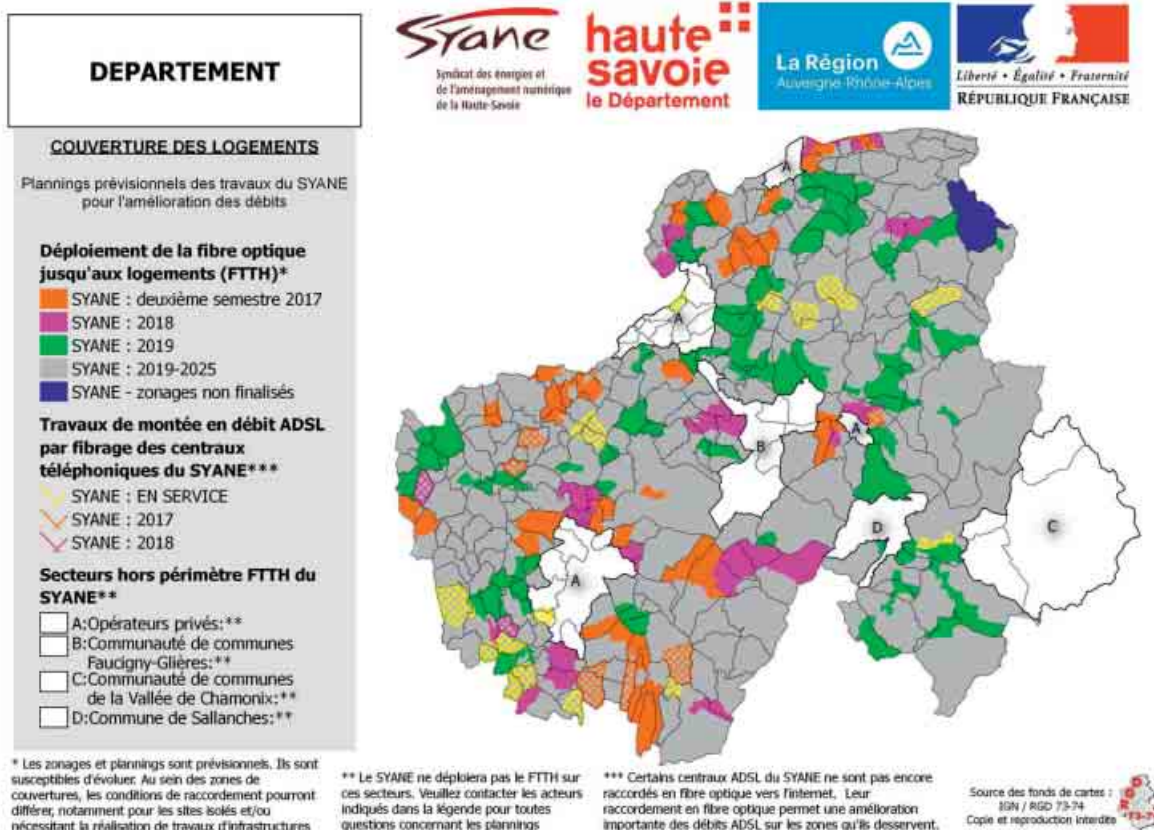 DEPARTEMENT
Syane
Syndicat des énergies et
de l'aménagement numérique
de la Haute-Savoie
haute
savoie
le Département
La Région
Auvergne-Rhône-Alpes
Liberté • Égalité • Fraternité
RÉPUBLIQUE FRANÇAISE
COUVERTURE DES LOGEMENTS
Plannings prévisionnels des travaux du SYANE
pour l'amélioration des débits
Déploiement de la fibre optique
jusqu'aux logements (FTTH)*
SYANE : deuxième semestre 2017
SYANE : 2018
SYANE : 2019
SYANE : 2019-2025
SYANE - zonages non finalisés
Travaux de montée en débit ADSL
par fibrage des centraux
téléphoniques du SYANE***
SYANE : EN SERVICE
SYANE : 2017
SYANE : 2018
Secteurs hors périmètre FTTH du
SYANE**
A:Opérateurs privés:**
B:Communauté de communes
Faucigny-Glières:**
C:Communauté de communes
de la Vallée de Chamonix:**
D:Commune de Sallanches:**
A
A
B
A
D
C
A
* Les zonages et plannings sont prévisionnels. Ils sont
susceptibles d'évoluer. Au sein des zones de
couvertures, les conditions de raccordement pourront
différer, notamment pour les sites isolés et/ou
nécessitant la réalisation de travaux d'infrastructures
** Le SYANE ne déploiera pas le FTTH sur
ces secteurs. Veuillez contacter les acteurs
indiqués dans la légende pour toutes
questions concernant les plannings
*** Certains centraux ADSL du SYANE ne sont pas encore
raccordés en fibre optique vers l'internet. Leur
raccordement en fibre optique permet une amélioration
importante des débits ADSL sur les zones qu'ils desservent.
Source des fonds de cartes :
IGN / RGD 73-74
Copie et reproduction interdite